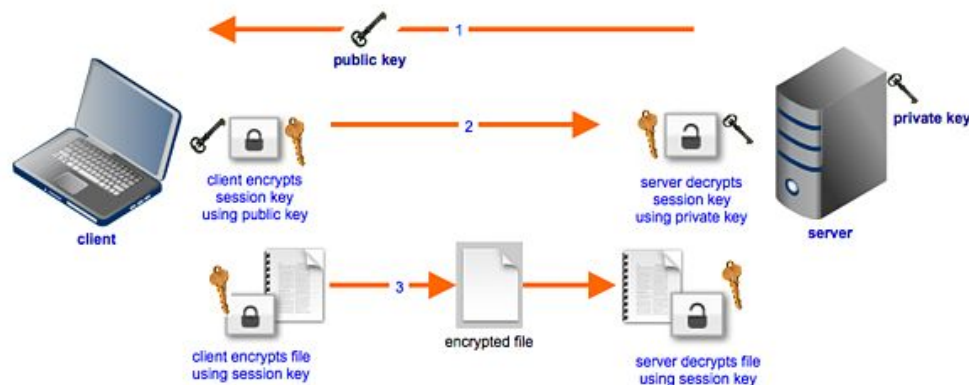 1
public key
private key
2
client encrypts
session key
using public key
server decrypts
session key
using private key
client
server
3
encrypted file
client encrypts file
using session key
server decrypts file
using session key